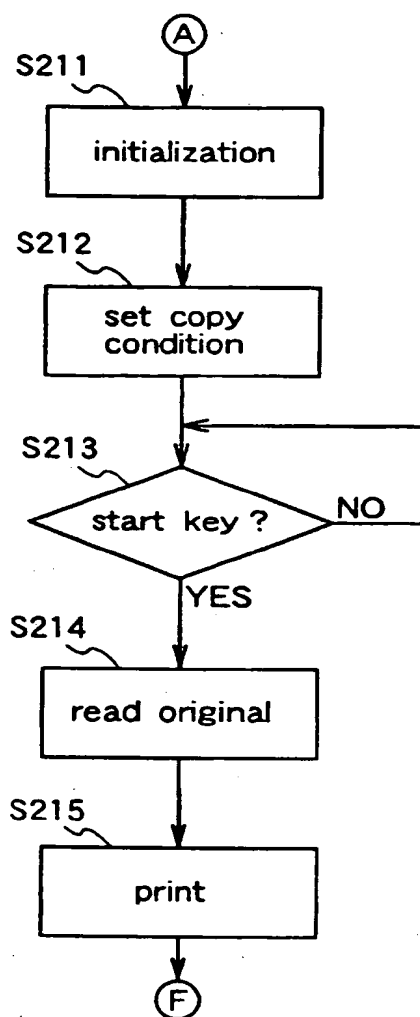 A
S211
initialization
S212
set copy
condition
S213
start key ?
NO
YES
S214
read original
S215
print
F